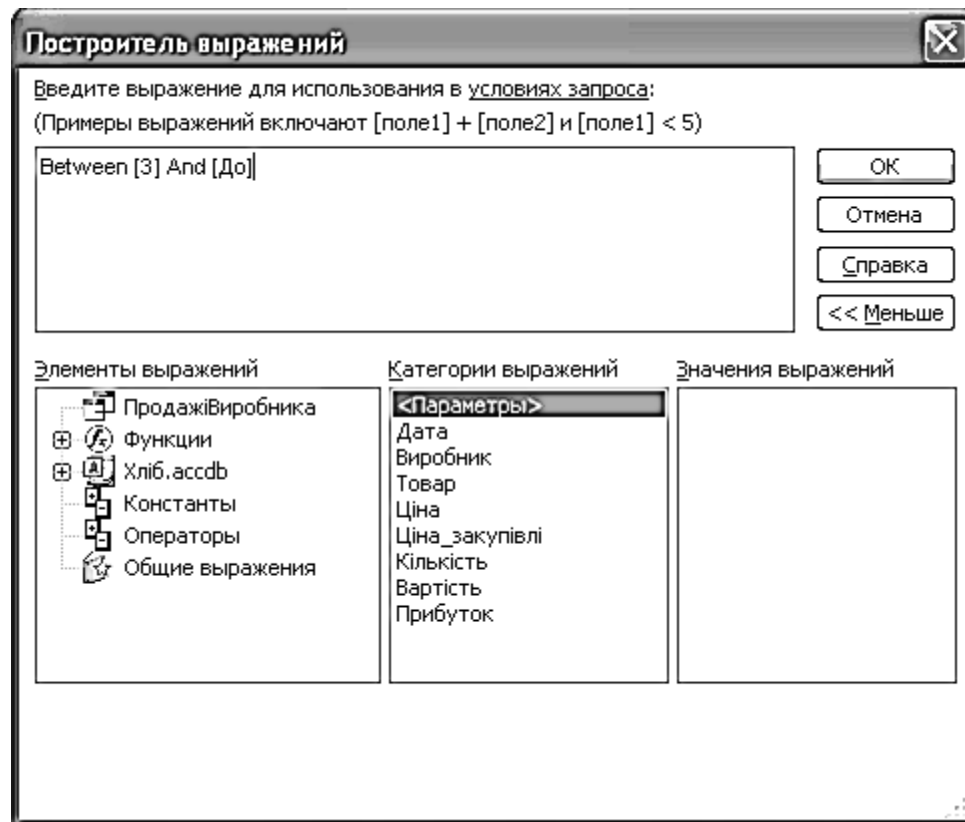 Построитель выражений
Введите выражение для использования в условиях запроса:
(Примеры выражений включают [поле1] + [поле2] и [поле1] < 5)
Between [3] And [До]
ОК
Отмена
Справка
<< Меньше
Элементы выражений
ПродажіВиробника
Функции
Хліб.accdb
Константы
Операторы
Общие выражения
Категории выражений
<Параметры>
Дата
Виробник
Товар
Ціна
Ціна_закупівлі
Кількість
Вартість
Прибуток
Значения выражений